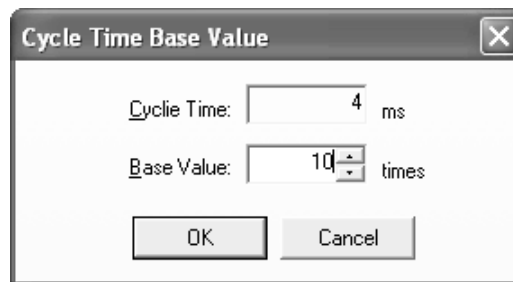 Cycle Time Base Value
Cyclie Time: 4 ms
Base Value: 10 times
OK Cancel